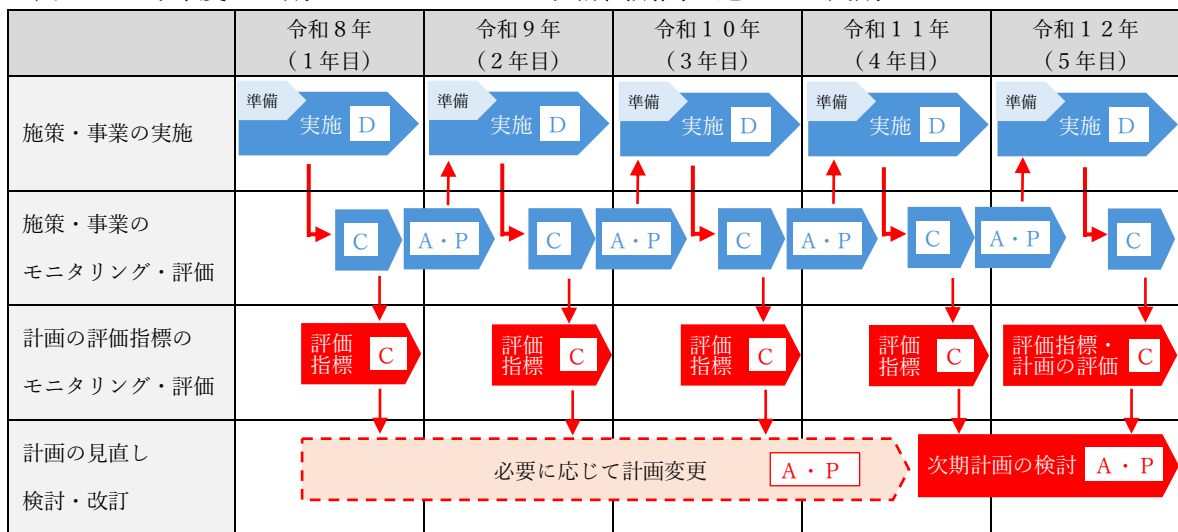 令和８年
（１年目）
令和９年
（２年目）
令和１０年
（３年目）
令和１１年
（４年目）
令和１２年
（５年目）
施策・事業の実施
準備
実施 D
準備
実施 D
準備
実施 D
準備
実施 D
準備
実施 D
施策・事業の
モニタリング・評価
C
A・P
C
A・P
C
A・P
C
A・P
C
計画の評価指標の
モニタリング・評価
評価
指標 C
評価
指標 C
評価
指標 C
評価
指標 C
評価指標・
計画の評価 C
計画の見直し
検討・改訂
必要に応じて計画変更 A・P
次期計画の検討 A・P